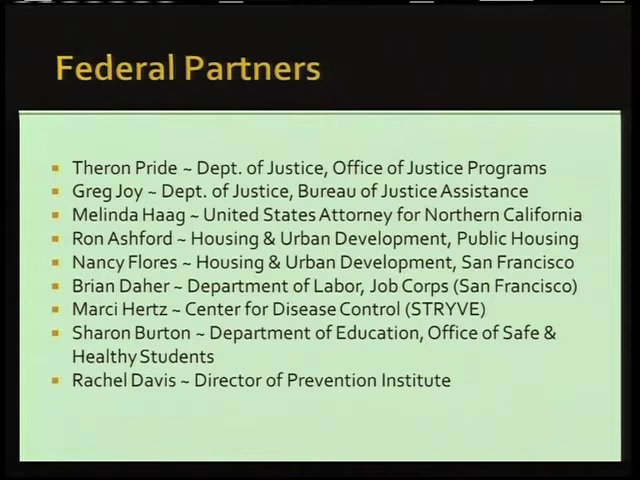 Federal Partners
Theron Pride ~ Dept. of Justice, Office of Justice Programs
Greg Joy ~ Dept. of Justice, Bureau of Justice Assistance
Melinda Haag ~ United States Attorney for Northern California
Ron Ashford ~ Housing & Urban Development, Public Housing
Nancy Flores ~ Housing & Urban Development, San Francisco
Brian Daher ~ Department of Labor, Job Corps (San Francisco)
Marci Hertz ~ Center for Disease Control (STRYVE)
Sharon Burton ~ Department of Education, Office of Safe &
Healthy Students
Rachel Davis ~ Director of Prevention Institute